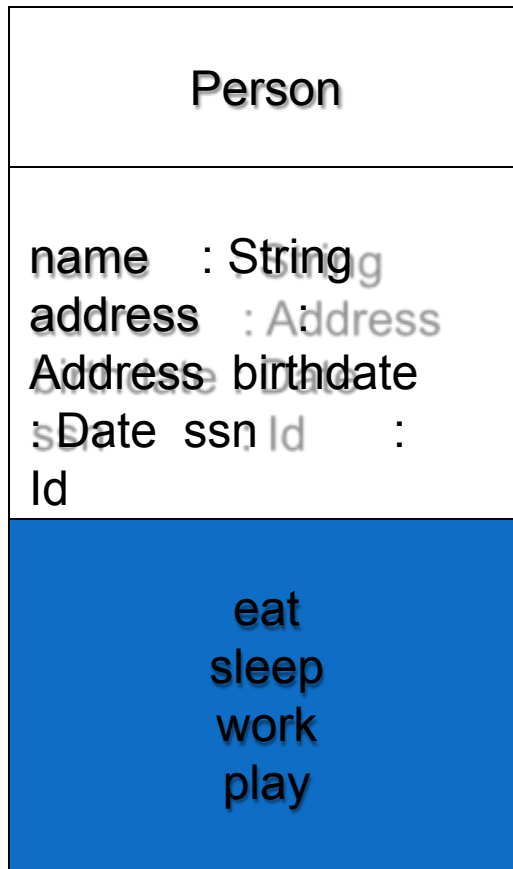 Person
name : String
address :
Address birthdate
: Date ssn :
Id
eat
sleep
work
play